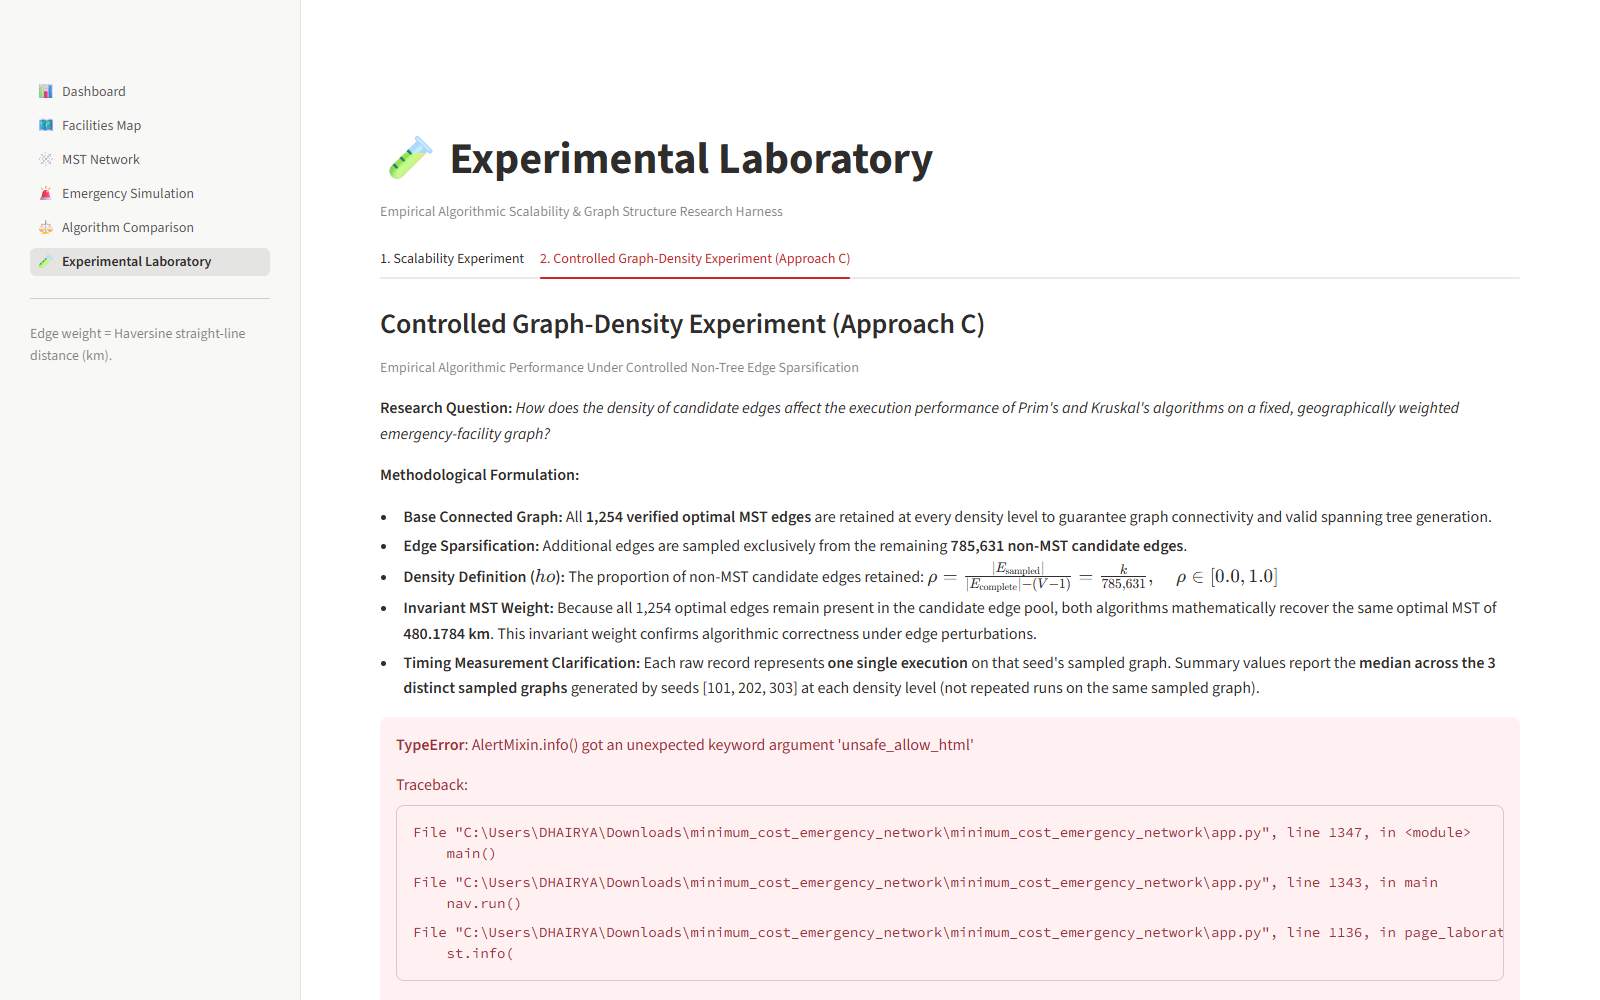 Dashboard
Facilities Map
MST Network
Emergency Simulation
Algorithm Comparison
Experimental Laboratory
Edge weight = Haversine straight-line
distance (km).
Experimental Laboratory
Empirical Algorithmic Scalability & Graph Structure Research Harness
1. Scalability Experiment
2. Controlled Graph-Density Experiment (Approach C)
Controlled Graph-Density Experiment (Approach C)
Empirical Algorithmic Performance Under Controlled Non-Tree Edge Sparsification
Research Question: How does the density of candidate edges affect the execution performance of Prim's and Kruskal's algorithms on a fixed, geographically weighted
emergency-facility graph?
Methodological Formulation:
• Base Connected Graph: All 1,254 verified optimal MST edges are retained at every density level to guarantee graph connectivity and valid spanning tree generation.
• Edge Sparsification: Additional edges are sampled exclusively from the remaining 785,631 non-MST candidate edges.
• Density Definition (ho): The proportion of non-MST candidate edges retained: ρ = |E_sampled| / (|E_complete|−(V−1)) = k / 785,631, ρ ∈ [0.0, 1.0]
• Invariant MST Weight: Because all 1,254 optimal edges remain present in the candidate edge pool, both algorithms mathematically recover the same optimal MST of
480.1784 km. This invariant weight confirms algorithmic correctness under edge perturbations.
• Timing Measurement Clarification: Each raw record represents one single execution on that seed's sampled graph. Summary values report the median across the 3
distinct sampled graphs generated by seeds [101, 202, 303] at each density level (not repeated runs on the same sampled graph).
TypeError: AlertMixin.info() got an unexpected keyword argument 'unsafe_allow_html'
Traceback:
File "C:\Users\DHAIRYA\Downloads\minimum_cost_emergency_network\minimum_cost_emergency_network\app.py", line 1347, in <module>
main()
File "C:\Users\DHAIRYA\Downloads\minimum_cost_emergency_network\minimum_cost_emergency_network\app.py", line 1343, in main
nav.run()
File "C:\Users\DHAIRYA\Downloads\minimum_cost_emergency_network\minimum_cost_emergency_network\app.py", line 1136, in page_laborat
st.info(